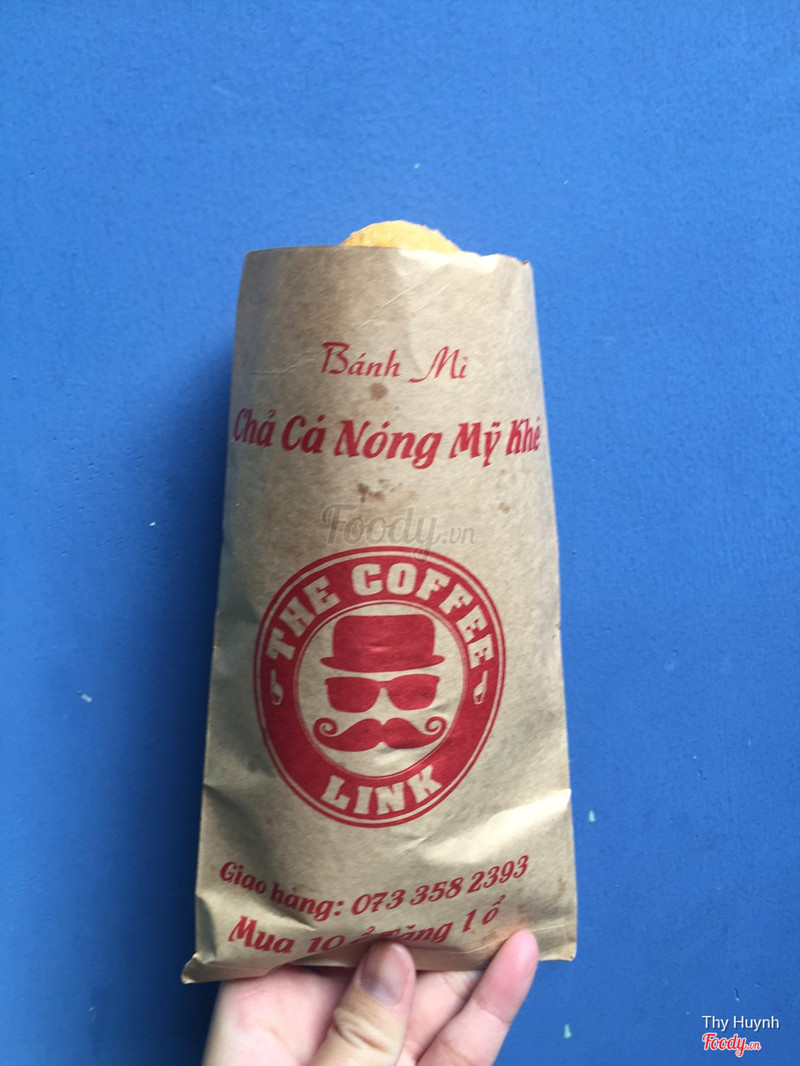 Bánh Mì
Chả Cá Nóng Mỹ Khê
Foody.vn
THE COFFEE
LINK
Giao hàng: 073 358 2393
Mua 10 ổ tặng 1 ổ
Thy Huynh
Foody.vn